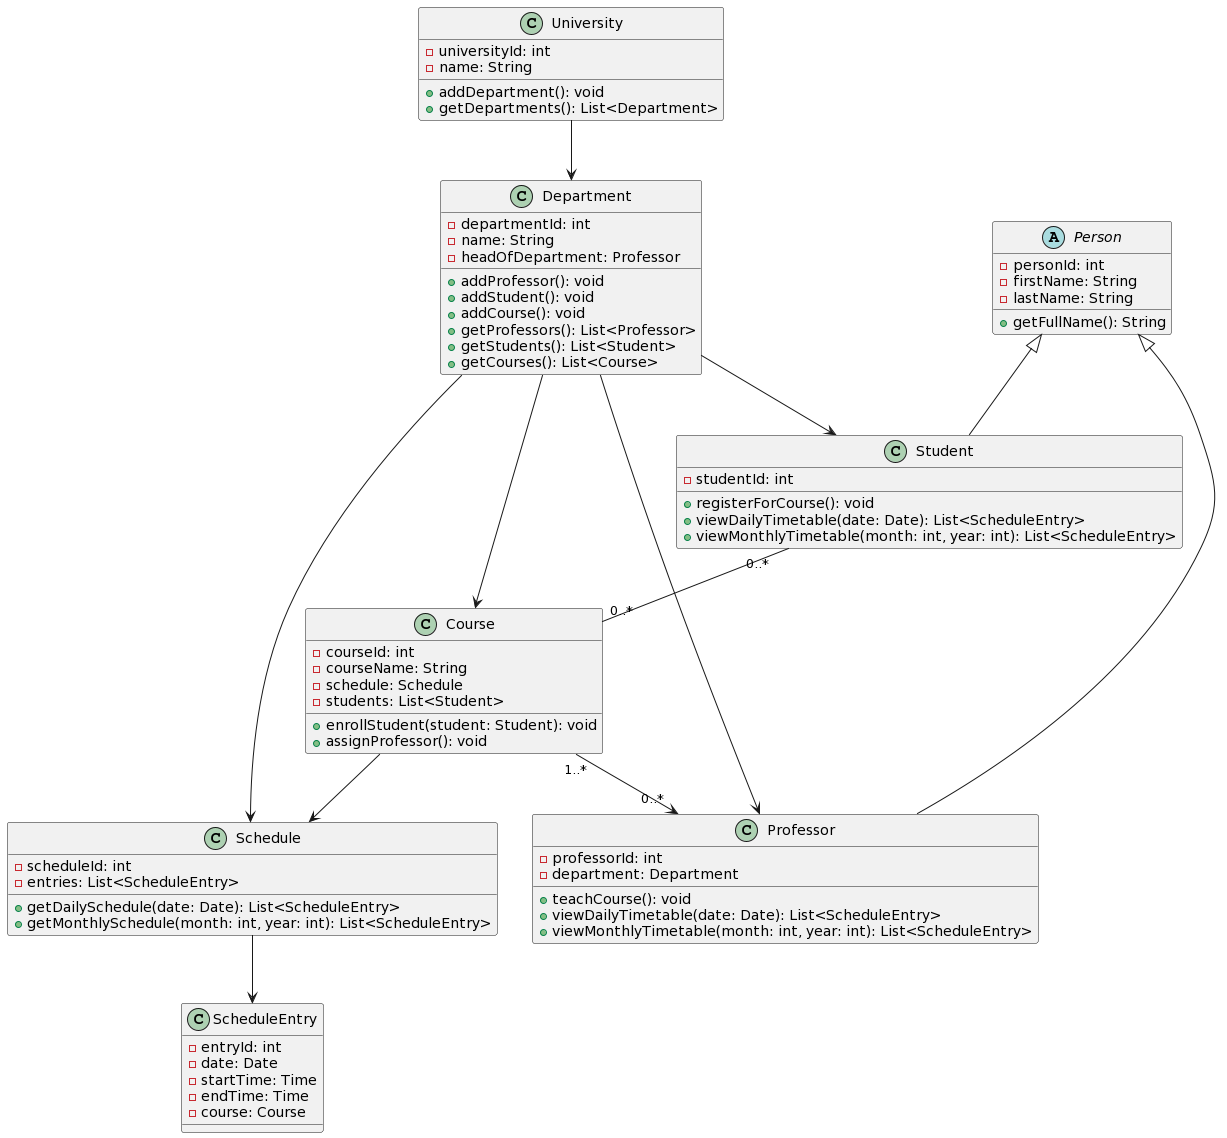 C University
universityId: int
name: String
addDepartment(): void
getDepartments(): List<Department>
C Department
departmentId: int
name: String
headOfDepartment: Professor
addProfessor(): void
addStudent(): void
addCourse(): void
getProfessors(): List<Professor>
getStudents(): List<Student>
getCourses(): List<Course>
A Person
personId: int
firstName: String
lastName: String
getFullName(): String
C Student
studentId: int
registerForCourse(): void
viewDailyTimetable(date: Date): List<ScheduleEntry>
viewMonthlyTimetable(month: int, year: int): List<ScheduleEntry>
0..*
0..*
C Course
courseId: int
courseName: String
schedule: Schedule
students: List<Student>
enrollStudent(student: Student): void
assignProfessor(): void
1..*
0..*
C Schedule
scheduleId: int
entries: List<ScheduleEntry>
getDailySchedule(date: Date): List<ScheduleEntry>
getMonthlySchedule(month: int, year: int): List<ScheduleEntry>
C Professor
professorId: int
department: Department
teachCourse(): void
viewDailyTimetable(date: Date): List<ScheduleEntry>
viewMonthlyTimetable(month: int, year: int): List<ScheduleEntry>
C ScheduleEntry
entryId: int
date: Date
startTime: Time
endTime: Time
course: Course